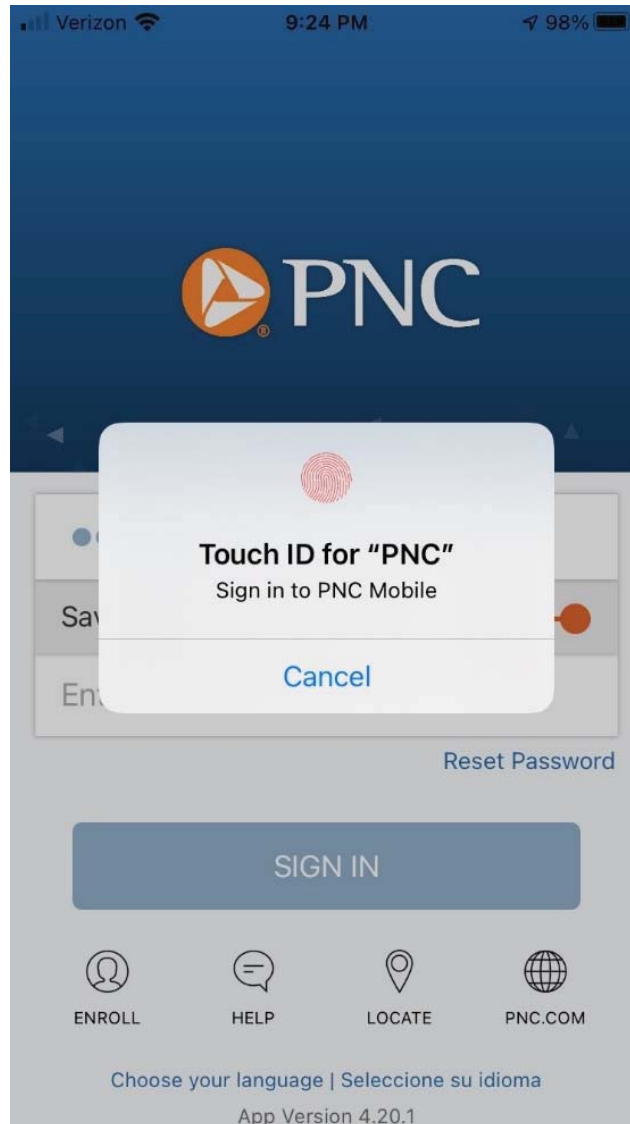 Verizon 9:24 PM 98%
PNC
Touch ID for “PNC”
Sign in to PNC Mobile
Cancel
Reset Password
SIGN IN
ENROLL HELP LOCATE PNC.COM
Choose your language | Seleccione su idioma
App Version 4.20.1